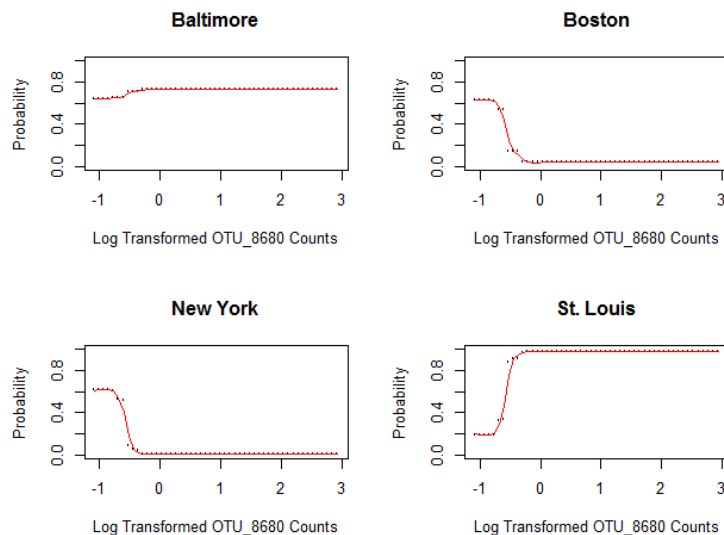 Baltimore
Probability
0.0 0.4 0.8
-1 0 1 2 3
Log Transformed OTU_8680 Counts
Boston
Probability
0.0 0.4 0.8
-1 0 1 2 3
Log Transformed OTU_8680 Counts
New York
Probability
0.0 0.4 0.8
-1 0 1 2 3
Log Transformed OTU_8680 Counts
St. Louis
Probability
0.0 0.4 0.8
-1 0 1 2 3
Log Transformed OTU_8680 Counts